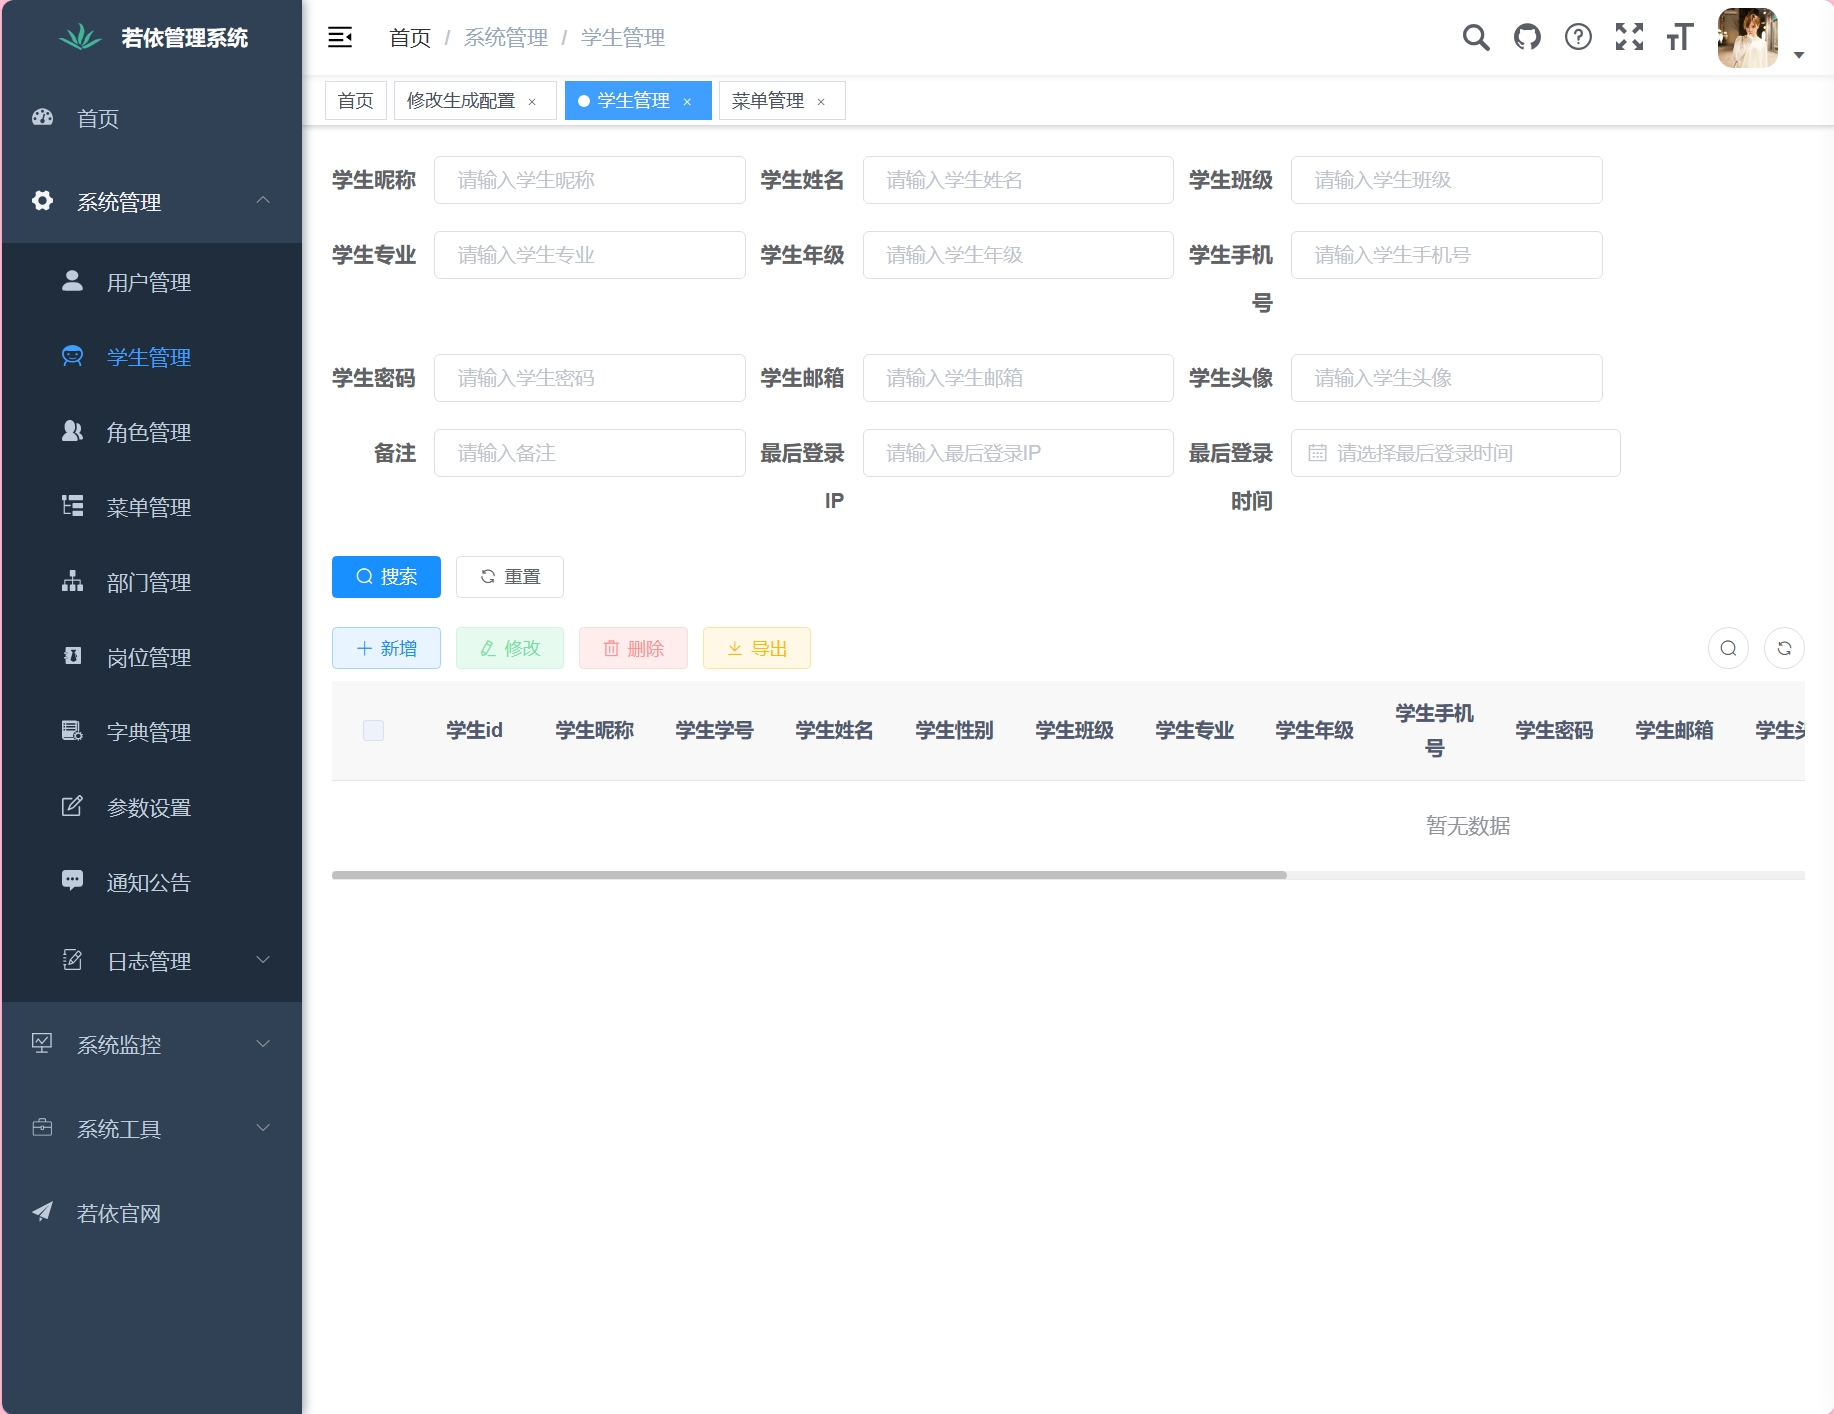 若依管理系统
首页 / 系统管理 / 学生管理
首页
修改生成配置 ×
学生管理 ×
菜单管理 ×
首页
系统管理
用户管理
学生管理
角色管理
菜单管理
部门管理
岗位管理
字典管理
参数设置
通知公告
日志管理
系统监控
系统工具
若依官网
学生昵称 请输入学生昵称 学生姓名 请输入学生姓名 学生班级 请输入学生班级
学生专业 请输入学生专业 学生年级 请输入学生年级 学生手机 请输入学生手机号
号
学生密码 请输入学生密码 学生邮箱 请输入学生邮箱 学生头像 请输入学生头像
备注 请输入备注 最后登录 请输入最后登录IP 最后登录 请选择最后登录时间
IP 时间
搜索 重置
新增 修改 删除 导出
学生id 学生昵称 学生学号 学生姓名 学生性别 学生班级 学生专业 学生年级 学生手机号 学生密码 学生邮箱 学生头
暂无数据